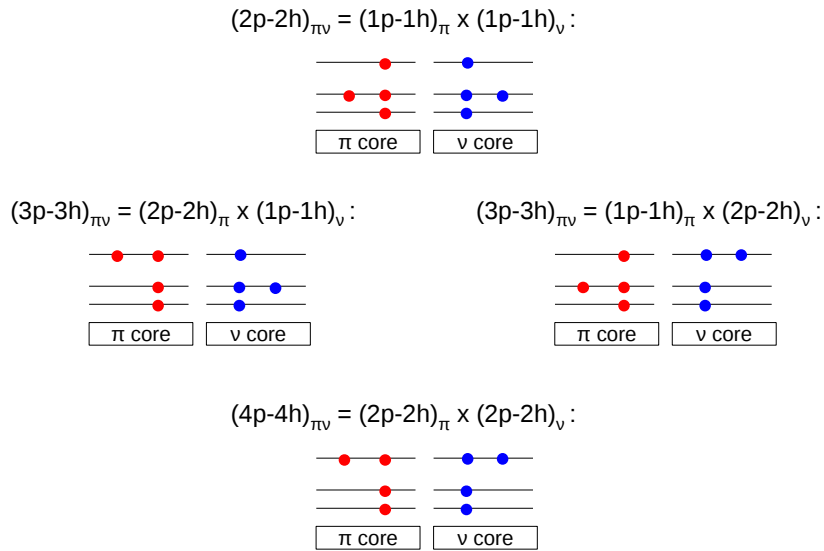 (2p-2h)πν = (1p-1h)π x (1p-1h)ν :
π core ν core
(3p-3h)πν = (2p-2h)π x (1p-1h)ν : (3p-3h)πν = (1p-1h)π x (2p-2h)ν :
π core ν core π core ν core
(4p-4h)πν = (2p-2h)π x (2p-2h)ν :
π core ν core